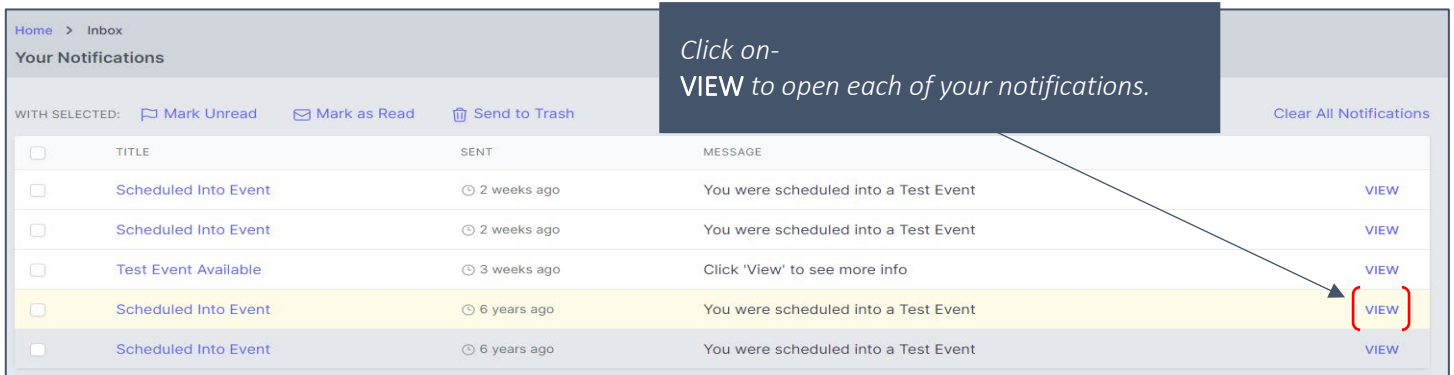 Home > Inbox
Your Notifications
Click on-
VIEW to open each of your notifications.
WITH SELECTED: Mark Unread Mark as Read Send to Trash Clear All Notifications
TITLE SENT MESSAGE
Scheduled Into Event 2 weeks ago You were scheduled into a Test Event VIEW
Scheduled Into Event 2 weeks ago You were scheduled into a Test Event VIEW
Test Event Available 3 weeks ago Click 'View' to see more info VIEW
Scheduled Into Event 6 years ago You were scheduled into a Test Event VIEW
Scheduled Into Event 6 years ago You were scheduled into a Test Event VIEW